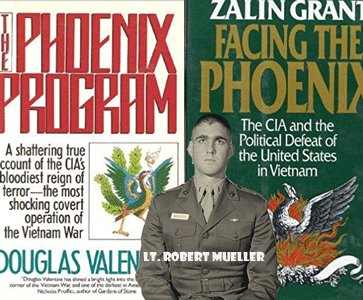 THE
PHOENIX
PROGRAM
A shattering true
account of the CIA's
bloodiest reign of
terror—the most
shocking covert
operation of
the Vietnam War
DOUGLAS VALEN
"Douglas Valentine has shined a bright light into the
corner of the Vietnam War, and one of the darkest in Amer
Nicholas Proffitt, author of Gardens of Stone
ZALIN GRANT
FACING THE
PHOENIX
The CIA and the
Political Defeat of
the United States
in Vietnam
LT. ROBERT MUELLER